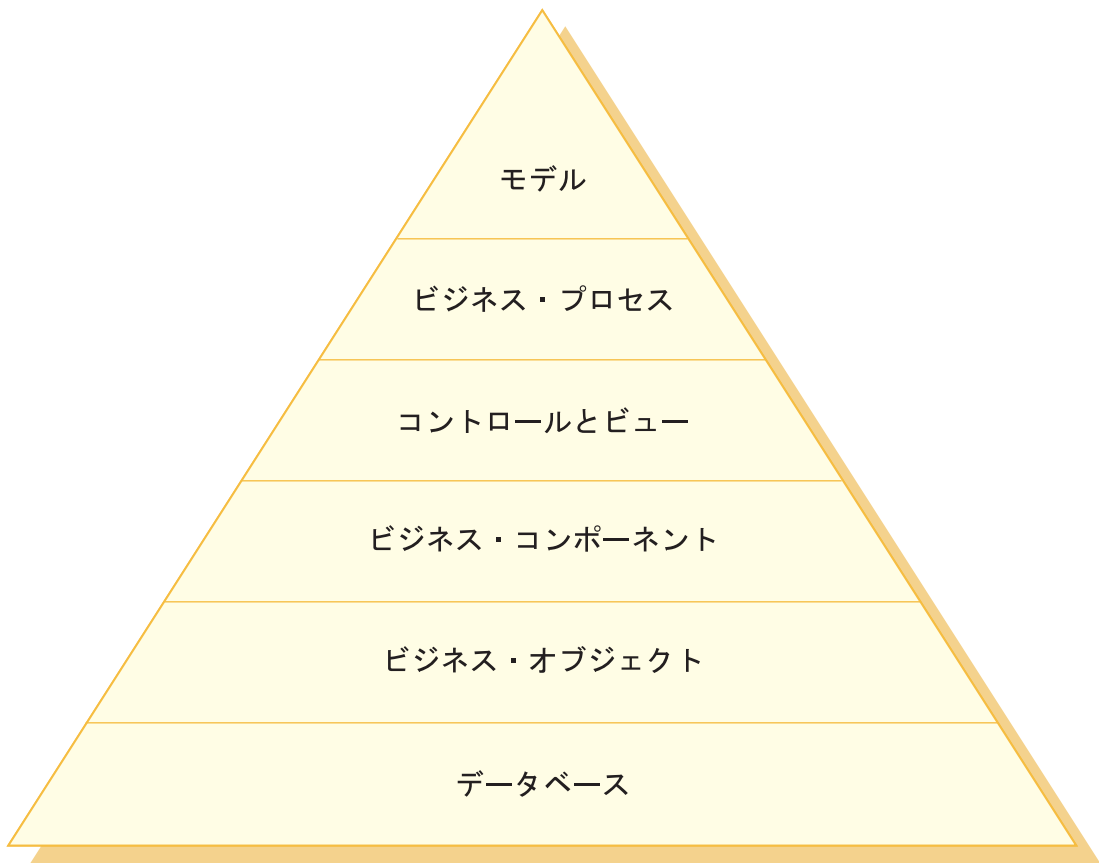 モデル
ビジネス・プロセス
コントロールとビュー
ビジネス・コンポーネント
ビジネス・オブジェクト
データベース